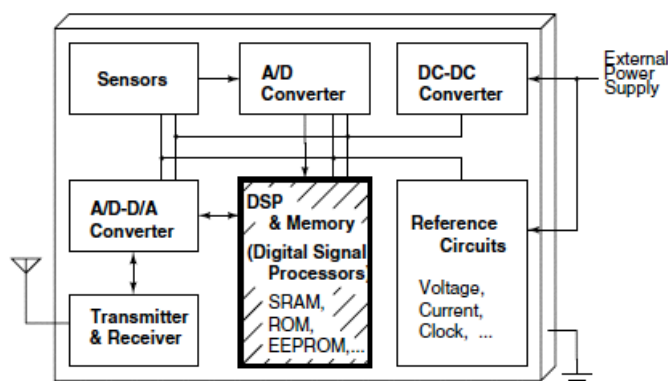 Sensors
A/D
Converter
DC-DC
Converter
External
Power
Supply
A/D-D/A
Converter
DSP
& Memory
(Digital Signal
Processors)
SRAM,
ROM,
EEPROM,...
Reference
Circuits
Voltage,
Current,
Clock, ...
Transmitter
& Receiver